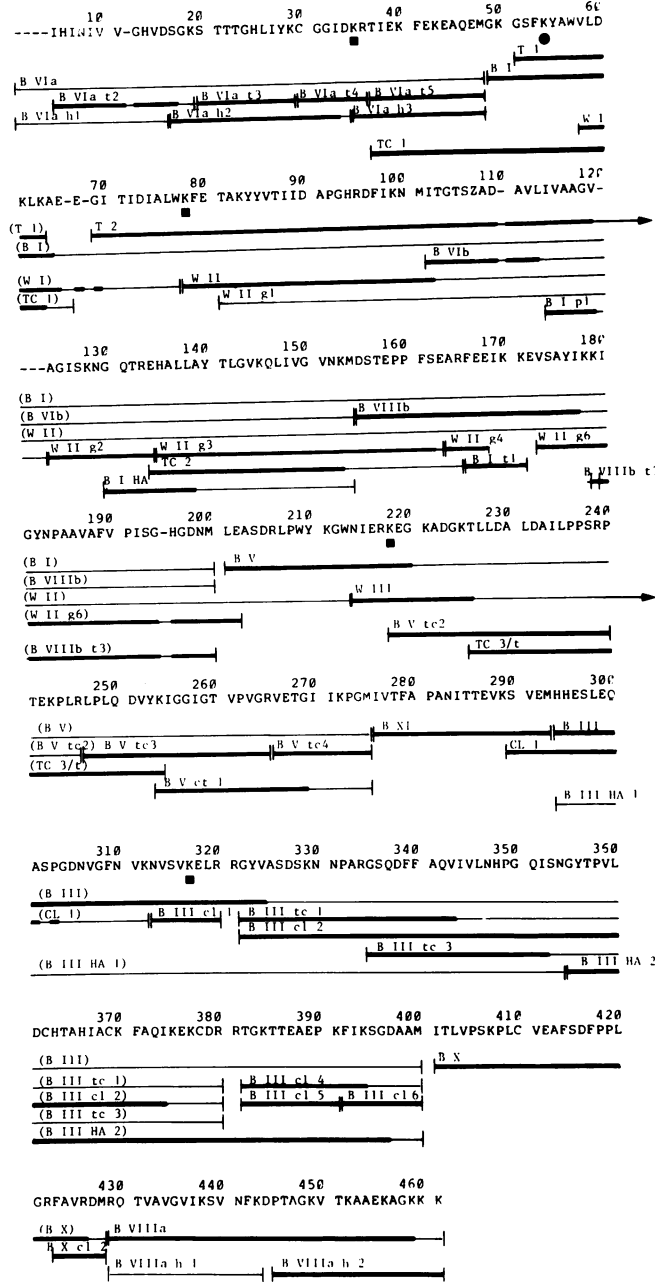 10 20 30 40 50 60
----IHINIV V-GHVDSGKS TTTGHLIYKC GGIDKRTIEK FEKEAQEMGK GSFKYAWVLD
T 1
B VIa B I
B VIa t2 B VIa t3 B VIa t4 B VIa t5
B VIa h1 B VIa h2 B VIa h3
W I
TC 1
70 80 90 100 110 120
KLKAE-E-GI TIDIALWKFE TAKYYVTIID APGHRDFIKN MITGTSZAD- AVLIVAAGV-
(T 1) T 2
(B I)
B VIb
(W I) W II
(TC 1) W II g1
B I p1
130 140 150 160 170 180
---AGISKNG QTREHALLAY TLGVKQLIVG VNKMDSTEPP FSEARFEEIK KEVSAYIKKI
(B I)
(B VIb) B VIIIb
(W II)
W II g2 W II g3 W II g4 W II g6
TC 2 B I t1
B I HA B VIIIb t3
190 200 210 220 230 240
GYNPAAVAFV PISG-HGDNM LEASDRLPWY KGWNIERKEG KADGKTLLDA LDAILPPSRP
(B I) B V
(B VIIIb)
(W II) W III
(W II g6)
B V tc2
(B VIIIb t3) TC 3/t
250 260 270 280 290 300
TEKPLRLPLQ DVYKIGGIGT VPVGRVETGI IKPGMIVTFA PANITTEVKS VEMHHESLEQ
(B V) B XI B III
(B V tc2) B V tc3 B V tc4 CL 1
(TC 3/t)
B V ct 1
B III HA 1
310 320 330 340 350 351
ASPGDNVGFN VKNVSVKELR RGYVASDSKN NPARGSQDFF AQVIVLNHPG QISNGYTPVL
(B III)
(CL 1) B III cl 1 B III tc 1
B III cl 2
B III tc 3
(B III HA 1) B III HA 2
370 380 390 400 410 420
DCHTAHIACK FAQIKEKCDR RTGKTTEAEP KFIKSGDAAM ITLVPSKPLC VEAFSDFPPL
(B III) B X
(B III tc 1) B III cl 4
(B III cl 2) B III cl 5 B III cl 6
(B III tc 3)
(B III HA 2)
430 440 450 460
GRFAVRDMRQ TVAVGVIKSV NFKDPTAGKV TKAAEKAGKK K
(B X) B VIIIa
B X cl 2
B VIIIa h 1 B VIIIa h 2